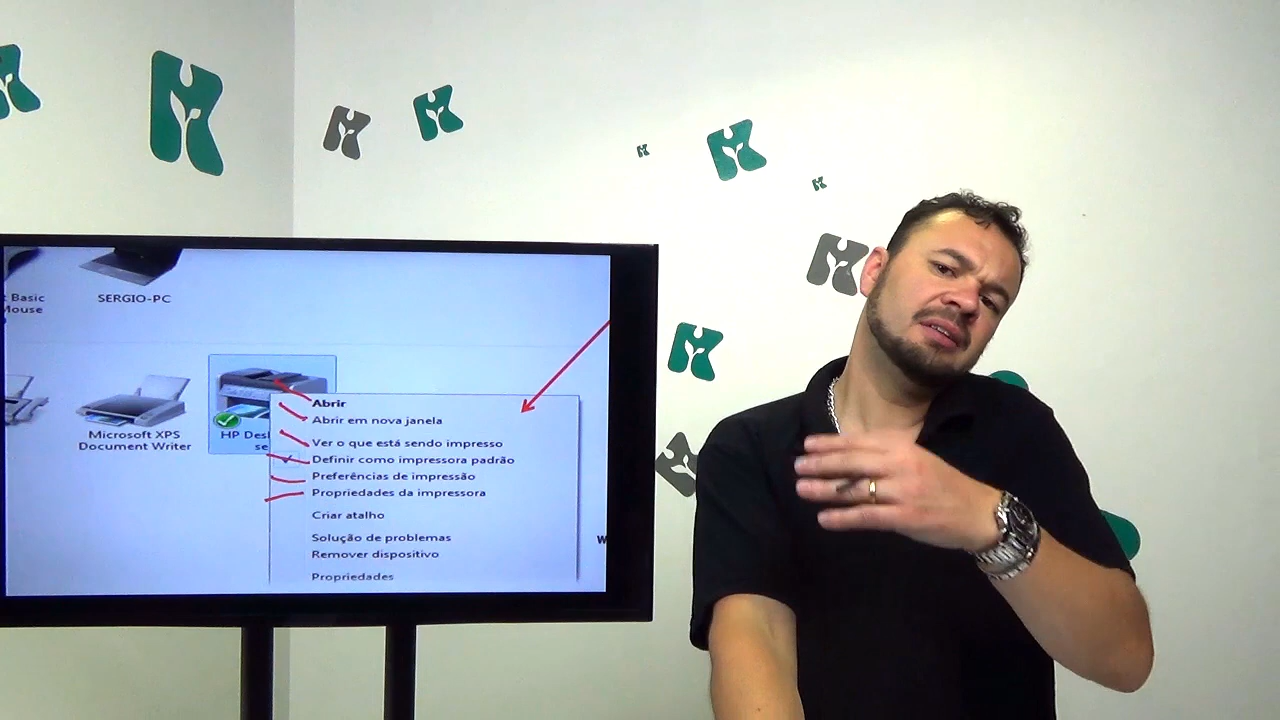 t Basic
Mouse
SERGIO-PC
Microsoft XPS
Document Writer
HP Des
se
Abrir
Abrir em nova janela
Ver o que está sendo impresso
Definir como impressora padrão
Preferências de impressão
Propriedades da impressora
Criar atalho
Solução de problemas
Remover dispositivo
Propriedades
W